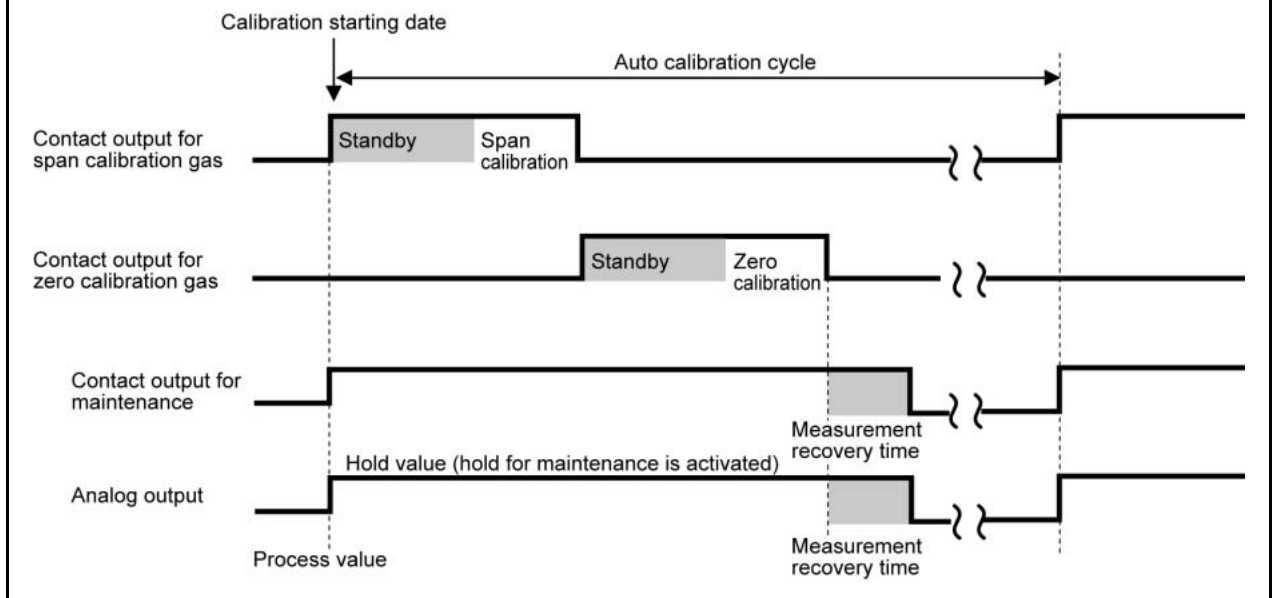 Calibration starting date
Auto calibration cycle
Contact output for
span calibration gas
Standby
Span
calibration
Contact output for
zero calibration gas
Standby
Zero
calibration
Contact output for
maintenance
Measurement
recovery time
Hold value (hold for maintenance is activated)
Analog output
Measurement
recovery time
Process value